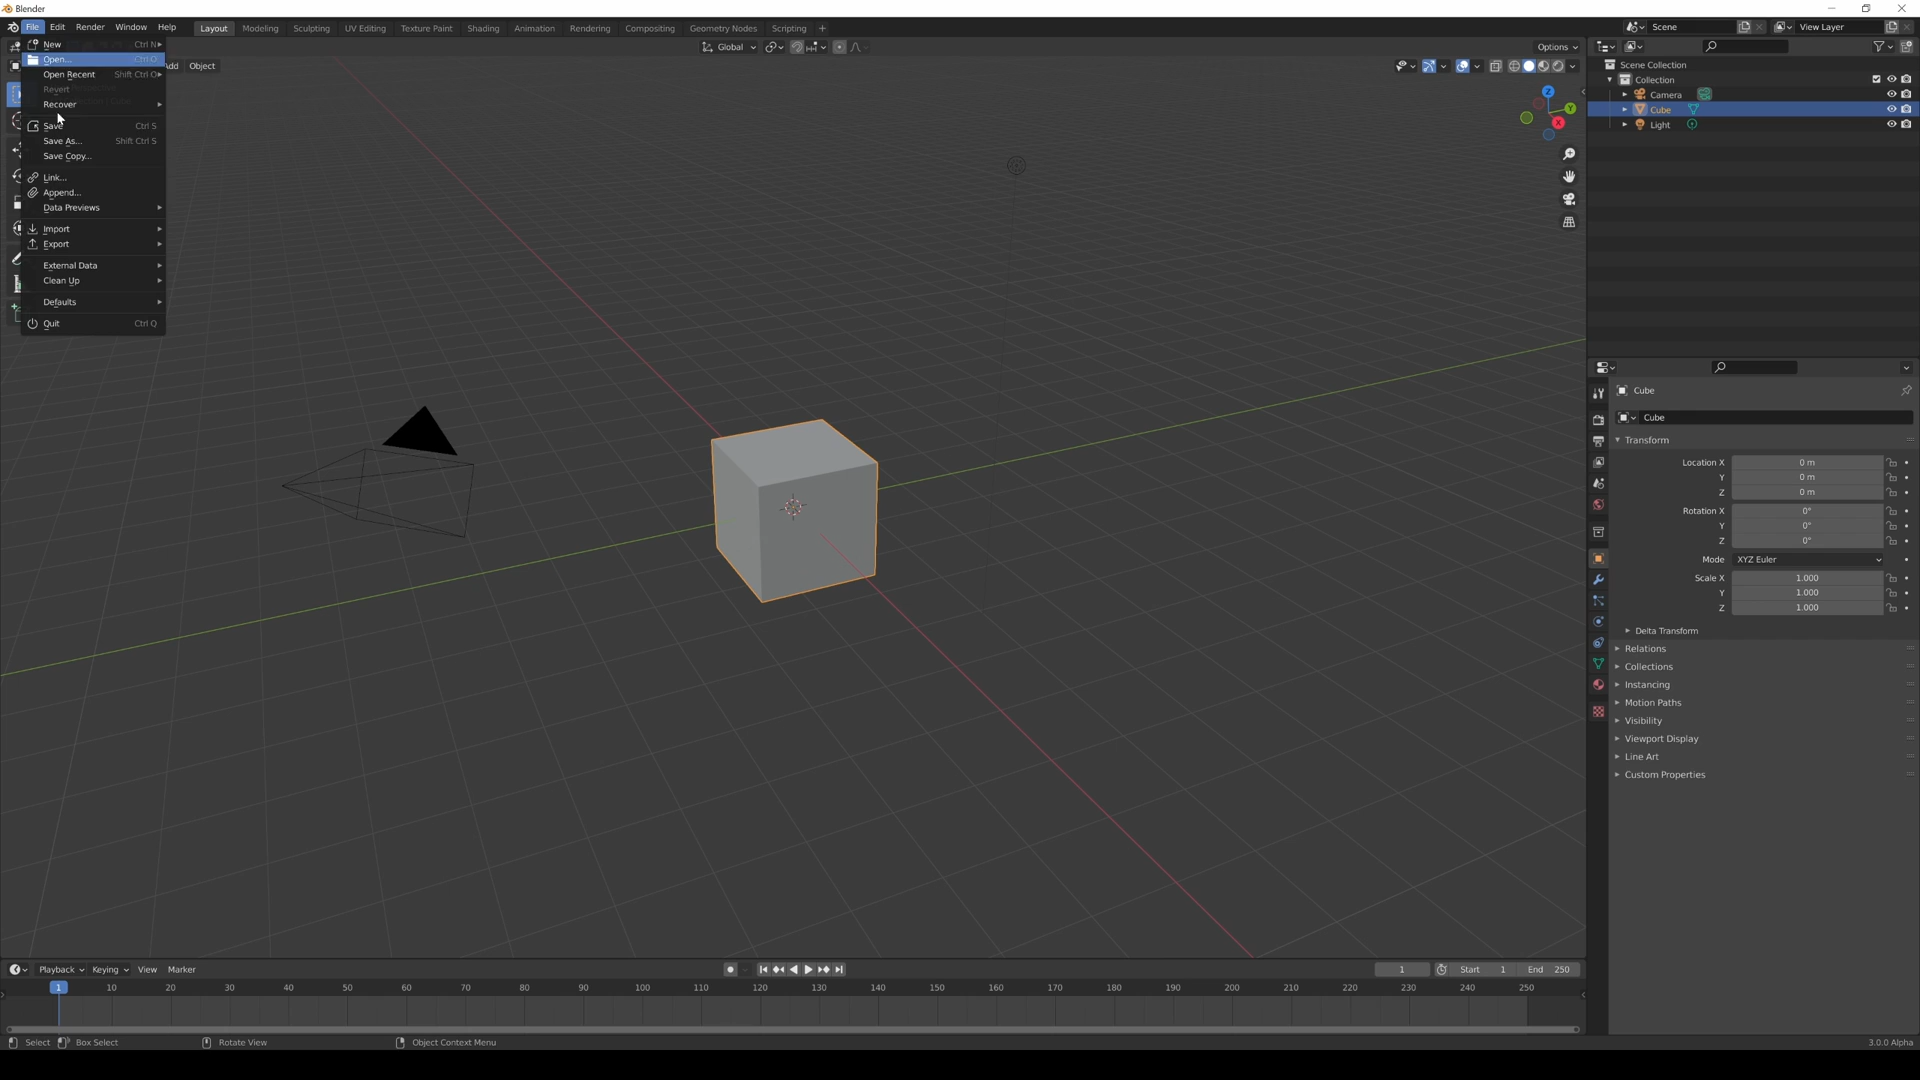 Blender
File Edit Render Window Help Layout Modeling Sculpting UV Editing Texture Paint Shading Animation Rendering Compositing Geometry Nodes Scripting + Scene View Layer
New Ctrl N
Global Options
Open... Ctrl O
Object
Open Recent Shift Ctrl O
Revert
Recover
Save Ctrl S
Save As... Shift Ctrl S
Save Copy...
Link...
Append...
Data Previews
Import
Export
External Data
Clean Up
Defaults
Quit Ctrl Q
Z
Y
X
Scene Collection
Collection
Camera
Cube
Light
Cube
Cube
Transform
Location X 0 m
Y 0 m
Z 0 m
Rotation X 0°
Y 0°
Z 0°
Mode XYZ Euler
Scale X 1.000
Y 1.000
Z 1.000
Delta Transform
Relations
Collections
Instancing
Motion Paths
Visibility
Viewport Display
Line Art
Custom Properties
Playback Keying View Marker 1 Start 1 End 250
1 10 20 30 40 50 60 70 80 90 100 110 120 130 140 150 160 170 180 190 200 210 220 230 240 250
Select Box Select Rotate View Object Context Menu 3.0.0 Alpha